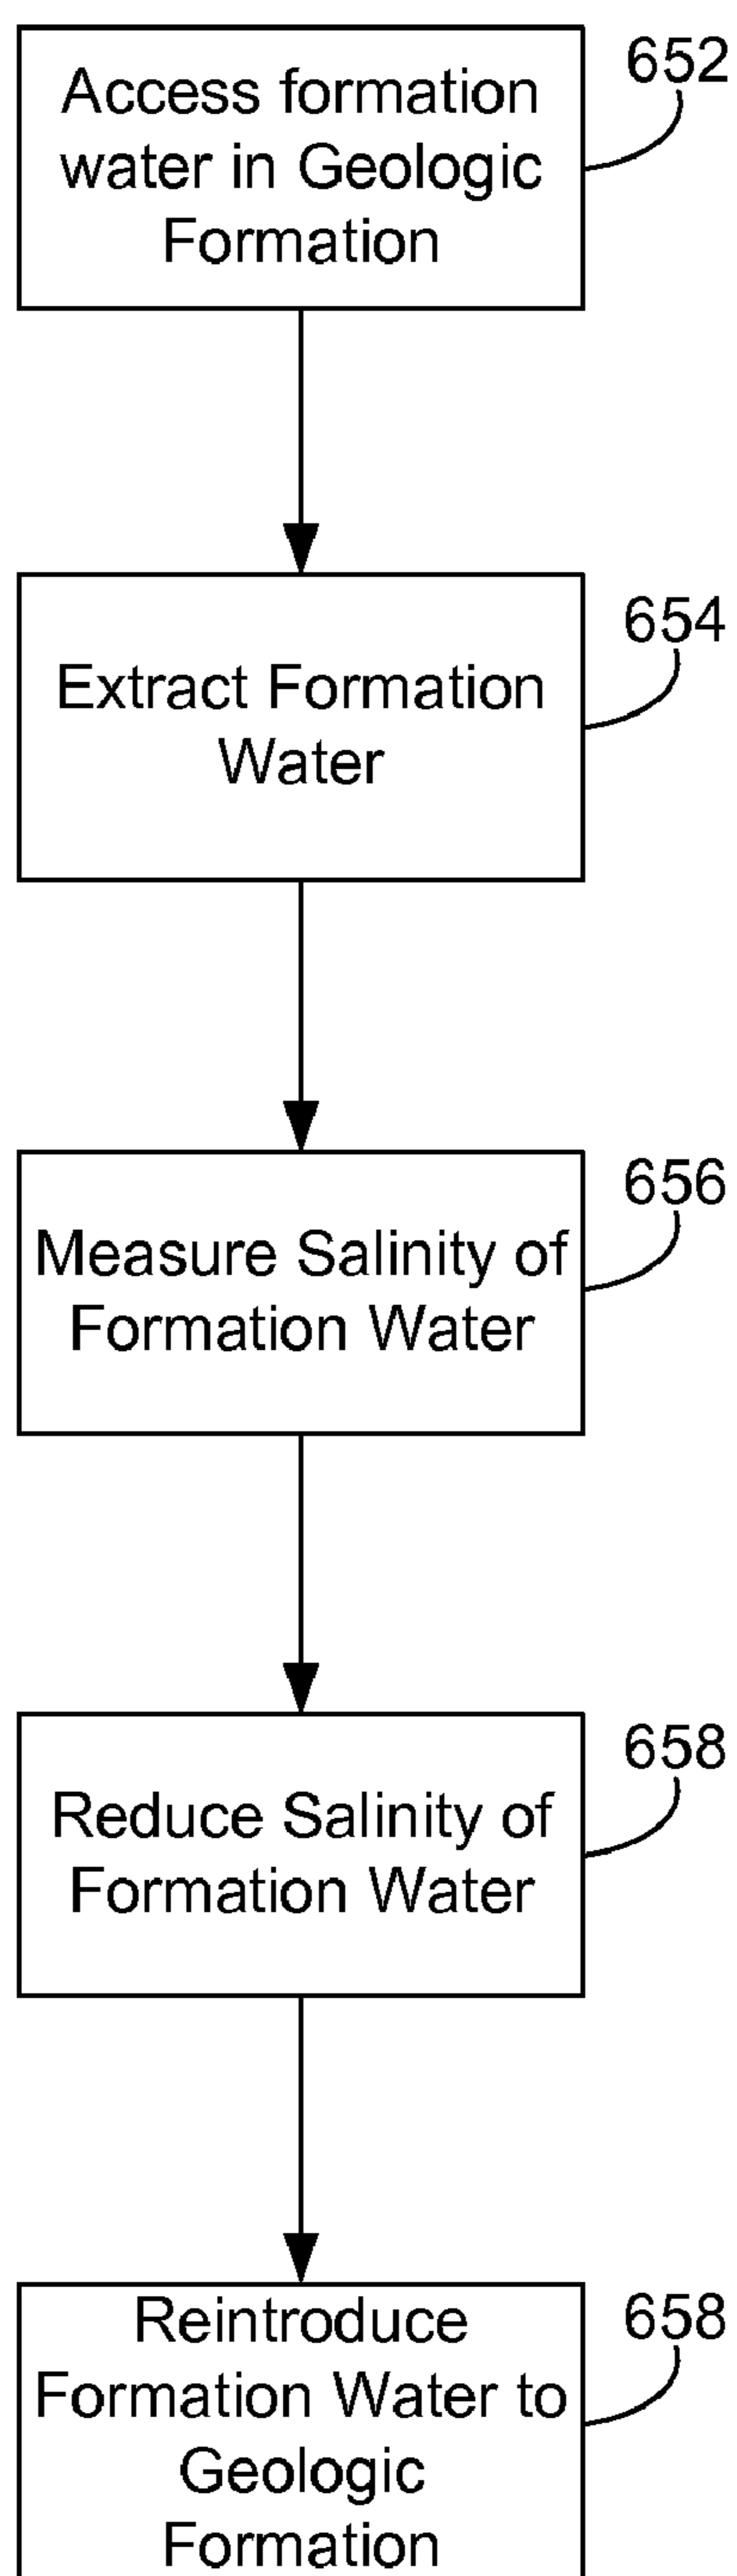 Access formation
water in Geologic
Formation
652
Extract Formation
Water
654
Measure Salinity of
Formation Water
656
Reduce Salinity of
Formation Water
658
Reintroduce
Formation Water to
Geologic
Formation
658